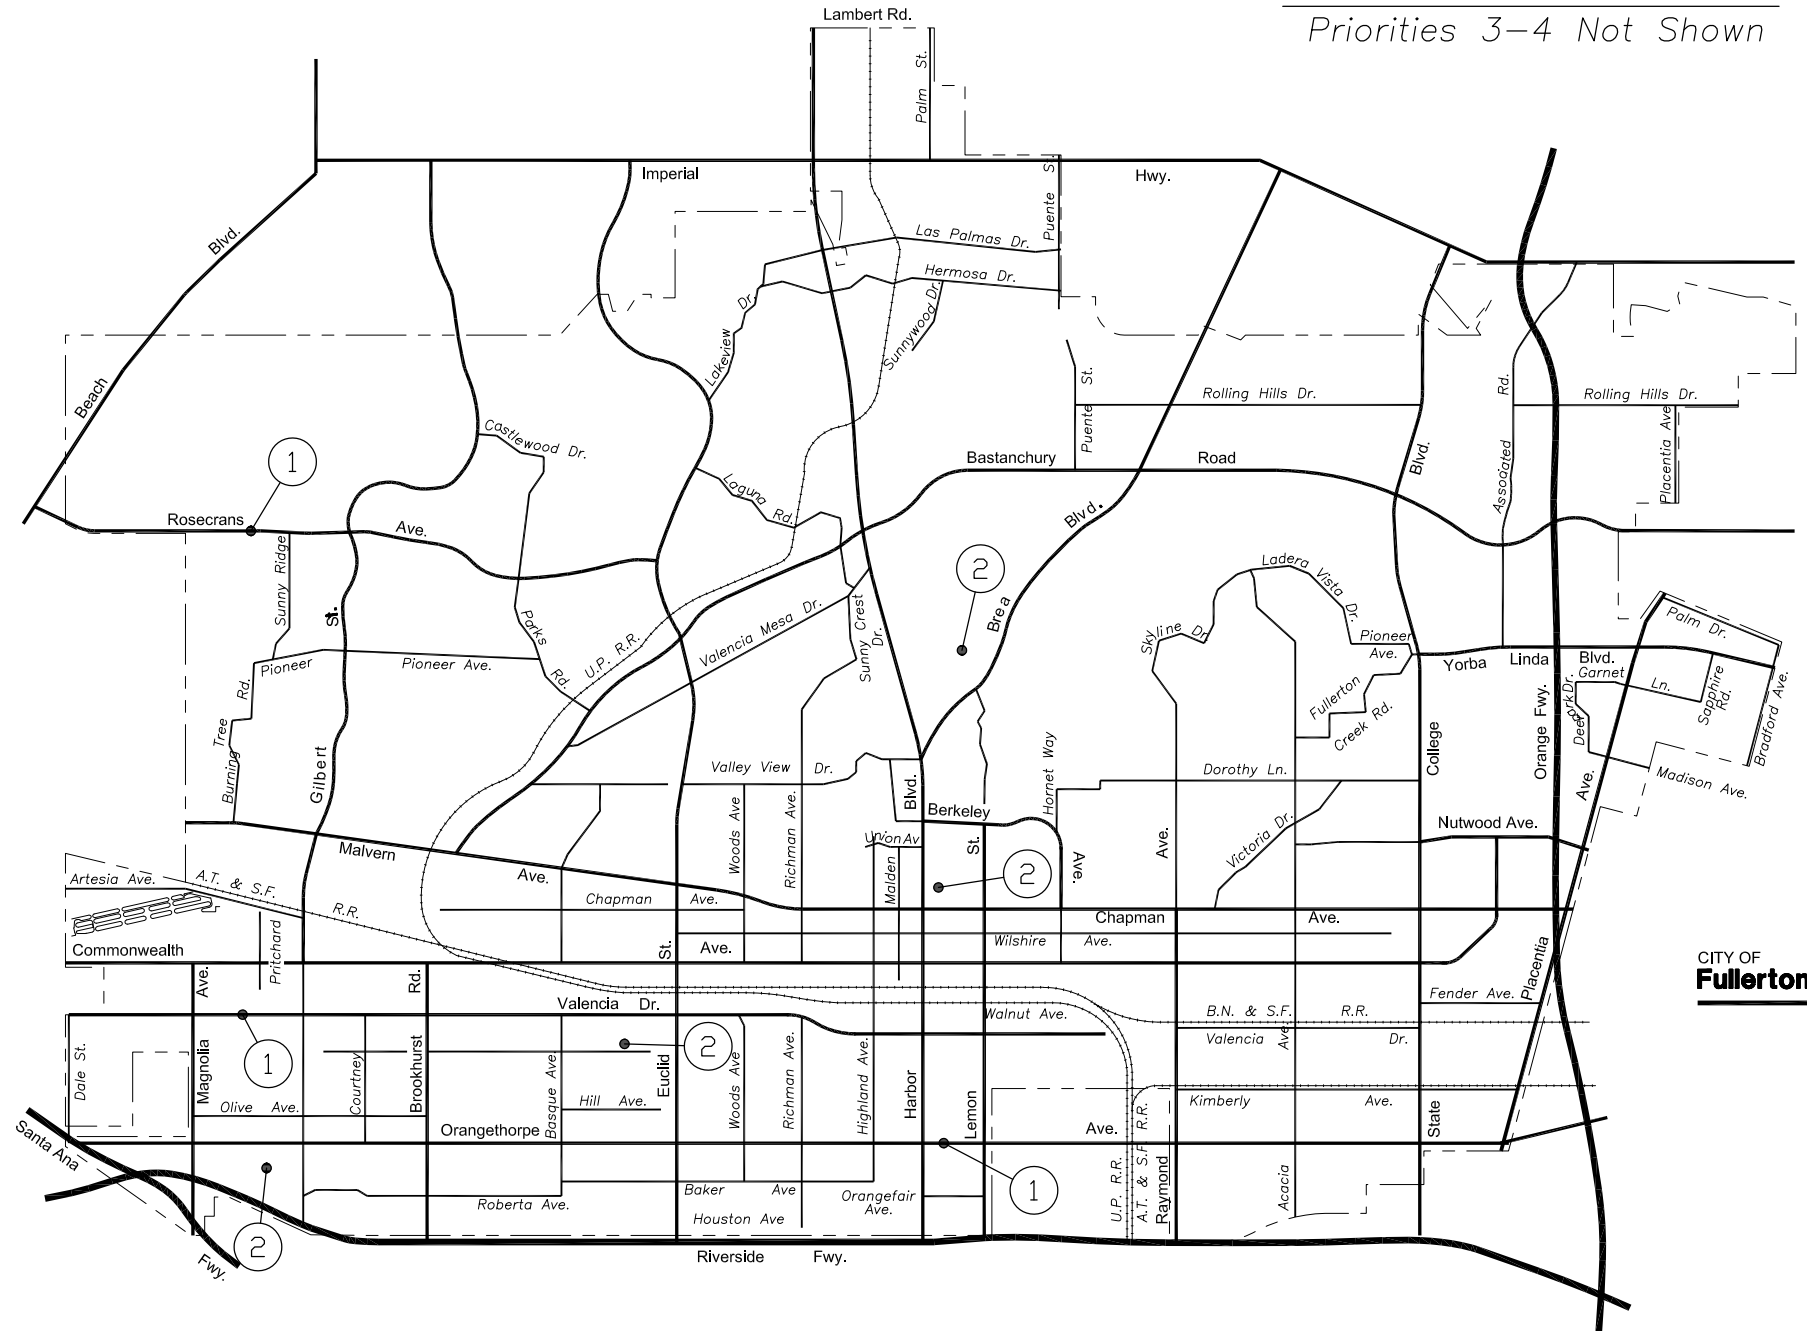 Lambert Rd.
Priorities 3-4 Not Shown
Palm St.
Imperial Hwy.
Puente St.
Blvd.
Las Palmas Dr.
Hermosa Dr.
Lakeview Dr.
Sunnywood Dr.
Beach
Puente St.
Rolling Hills Dr.
Associated Rd.
Rolling Hills Dr.
Placentia Ave
Castlewood Dr.
1
Laguna Rd.
Bastanchury Road
Blvd.
Rosecrans Ave.
Blvd.
Sunny Ridge
St.
2
Ladera Vista Dr.
Parks Rd.
U.P. R.R.
Valencia Mesa Dr.
Sunny Crest Dr.
Brea
Skyline Dr.
Pioneer Ave.
Palm Dr.
Pioneer
Pioneer Ave.
Yorba Linda Blvd.
Garnet Ln.
Sapphire Rd.
Deer Park Dr.
Bradford Ave.
Burning Tree Rd.
Fullerton Creek Rd.
Gilbert
Hornet Way
College
Orange Fwy.
Valley View Dr.
Dorothy Ln.
Madison Ave.
Ave.
Blvd.
Berkeley
Woods Ave
Richman Ave.
Union Av
St.
Ave.
Ave.
Victoria Dr.
Nutwood Ave.
Malvern Ave.
Malden
2
Artesia Ave.
A.T. & S.F. R.R.
Chapman Ave.
Chapman Ave.
Commonwealth
Pritchard
St.
Ave.
Wilshire Ave.
Placentia
CITY OF
Fullerton
Ave.
Rd.
Valencia Dr.
Walnut Ave.
B.N. & S.F. R.R.
Fender Ave.
Valencia Ave Dr.
Dale St.
Magnolia
1
Courtney
Brookhurst
Basque Ave.
2
Euclid
Woods Ave
Richman Ave.
Highland Ave.
Harbor
Lemon
Olive Ave.
Hill Ave.
Kimberly Ave.
State
Santa Ana
Orangethorpe
Ave.
1
U.P. R.R.
A.T. & S.F. R.R.
Raymond
Acacia
Roberta Ave.
Baker Ave
Houston Ave
Orangefair Ave.
2
Fwy.
Riverside Fwy.